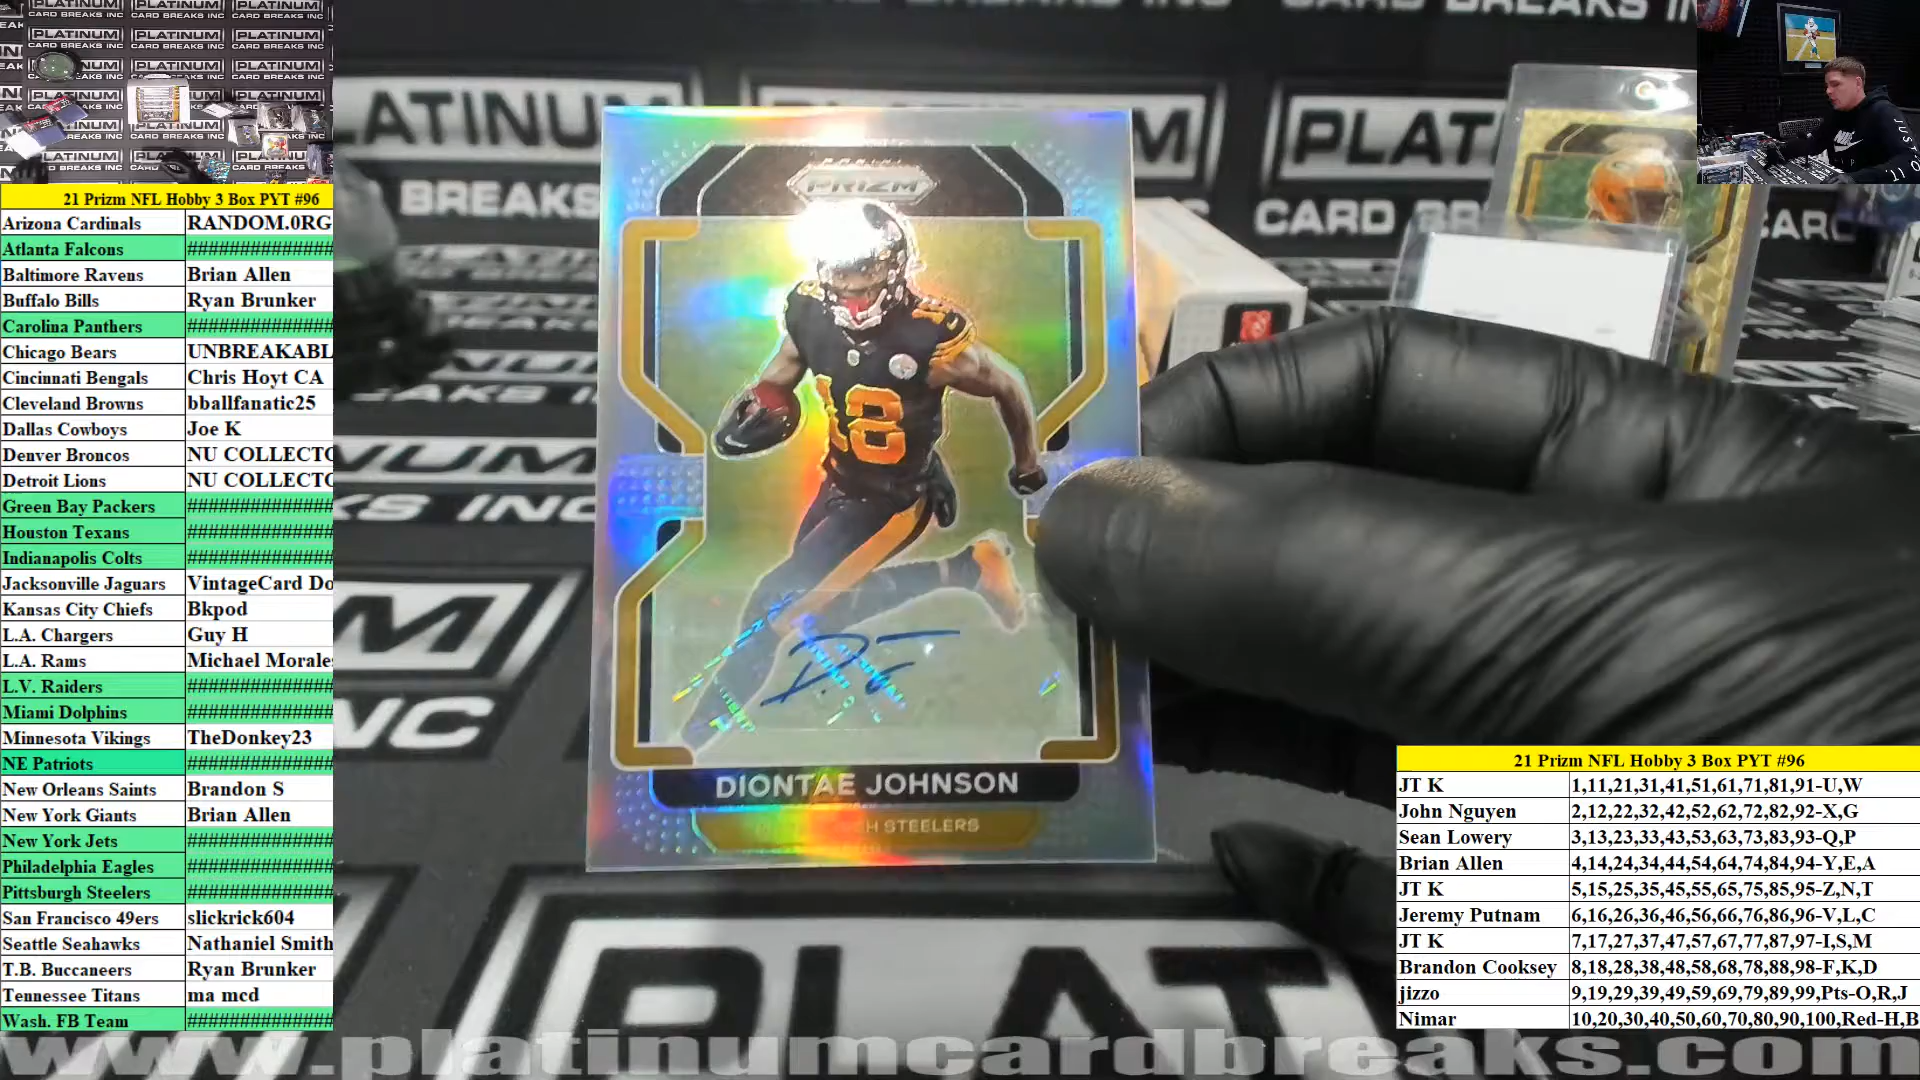 21 Prizm NFL Hobby 3 Box PYT #96
Arizona Cardinals RANDOM.0RG
Atlanta Falcons ################
Baltimore Ravens Brian Allen
Buffalo Bills Ryan Brunker
Carolina Panthers ################
Chicago Bears UNBREAKABL
Cincinnati Bengals Chris Hoyt CA
Cleveland Browns bballfanatic25
Dallas Cowboys Joe K
Denver Broncos NU COLLECTO
Detroit Lions NU COLLECTO
Green Bay Packers ################
Houston Texans ################
Indianapolis Colts ################
Jacksonville Jaguars VintageCard Do
Kansas City Chiefs Bkpod
L.A. Chargers Guy H
L.A. Rams Michael Morale
L.V. Raiders ################
Miami Dolphins ################
Minnesota Vikings TheDonkey23
NE Patriots ################
New Orleans Saints Brandon S
New York Giants Brian Allen
New York Jets ################
Philadelphia Eagles ################
Pittsburgh Steelers ################
San Francisco 49ers slickrick604
Seattle Seahawks Nathaniel Smith
T.B. Buccaneers Ryan Brunker
Tennessee Titans ma mcd
Wash. FB Team ################
PLATINUM
CARD BREAKS INC
PRIZM
18
DIONTAE JOHNSON
STEELERS
PLAT
21 Prizm NFL Hobby 3 Box PYT #96
JT K 1,11,21,31,41,51,61,71,81,91-U,W
John Nguyen 2,12,22,32,42,52,62,72,82,92-X,G
Sean Lowery 3,13,23,33,43,53,63,73,83,93-Q,P
Brian Allen 4,14,24,34,44,54,64,74,84,94-Y,E,A
JT K 5,15,25,35,45,55,65,75,85,95-Z,N,T
Jeremy Putnam 6,16,26,36,46,56,66,76,86,96-V,L,C
JT K 7,17,27,37,47,57,67,77,87,97-I,S,M
Brandon Cooksey 8,18,28,38,48,58,68,78,88,98-F,K,D
jizzo 9,19,29,39,49,59,69,79,89,99,Pts-O,R,J
Nimar 10,20,30,40,50,60,70,80,90,100,Red-H,B
www.platinumcardbreaks.com